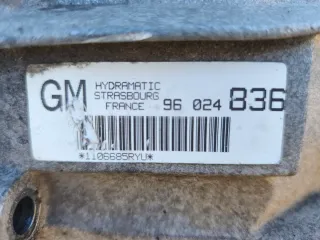 GM HYDRAMATIC
STRASBOURG
FRANCE 96 024 836
*1106685RYU*